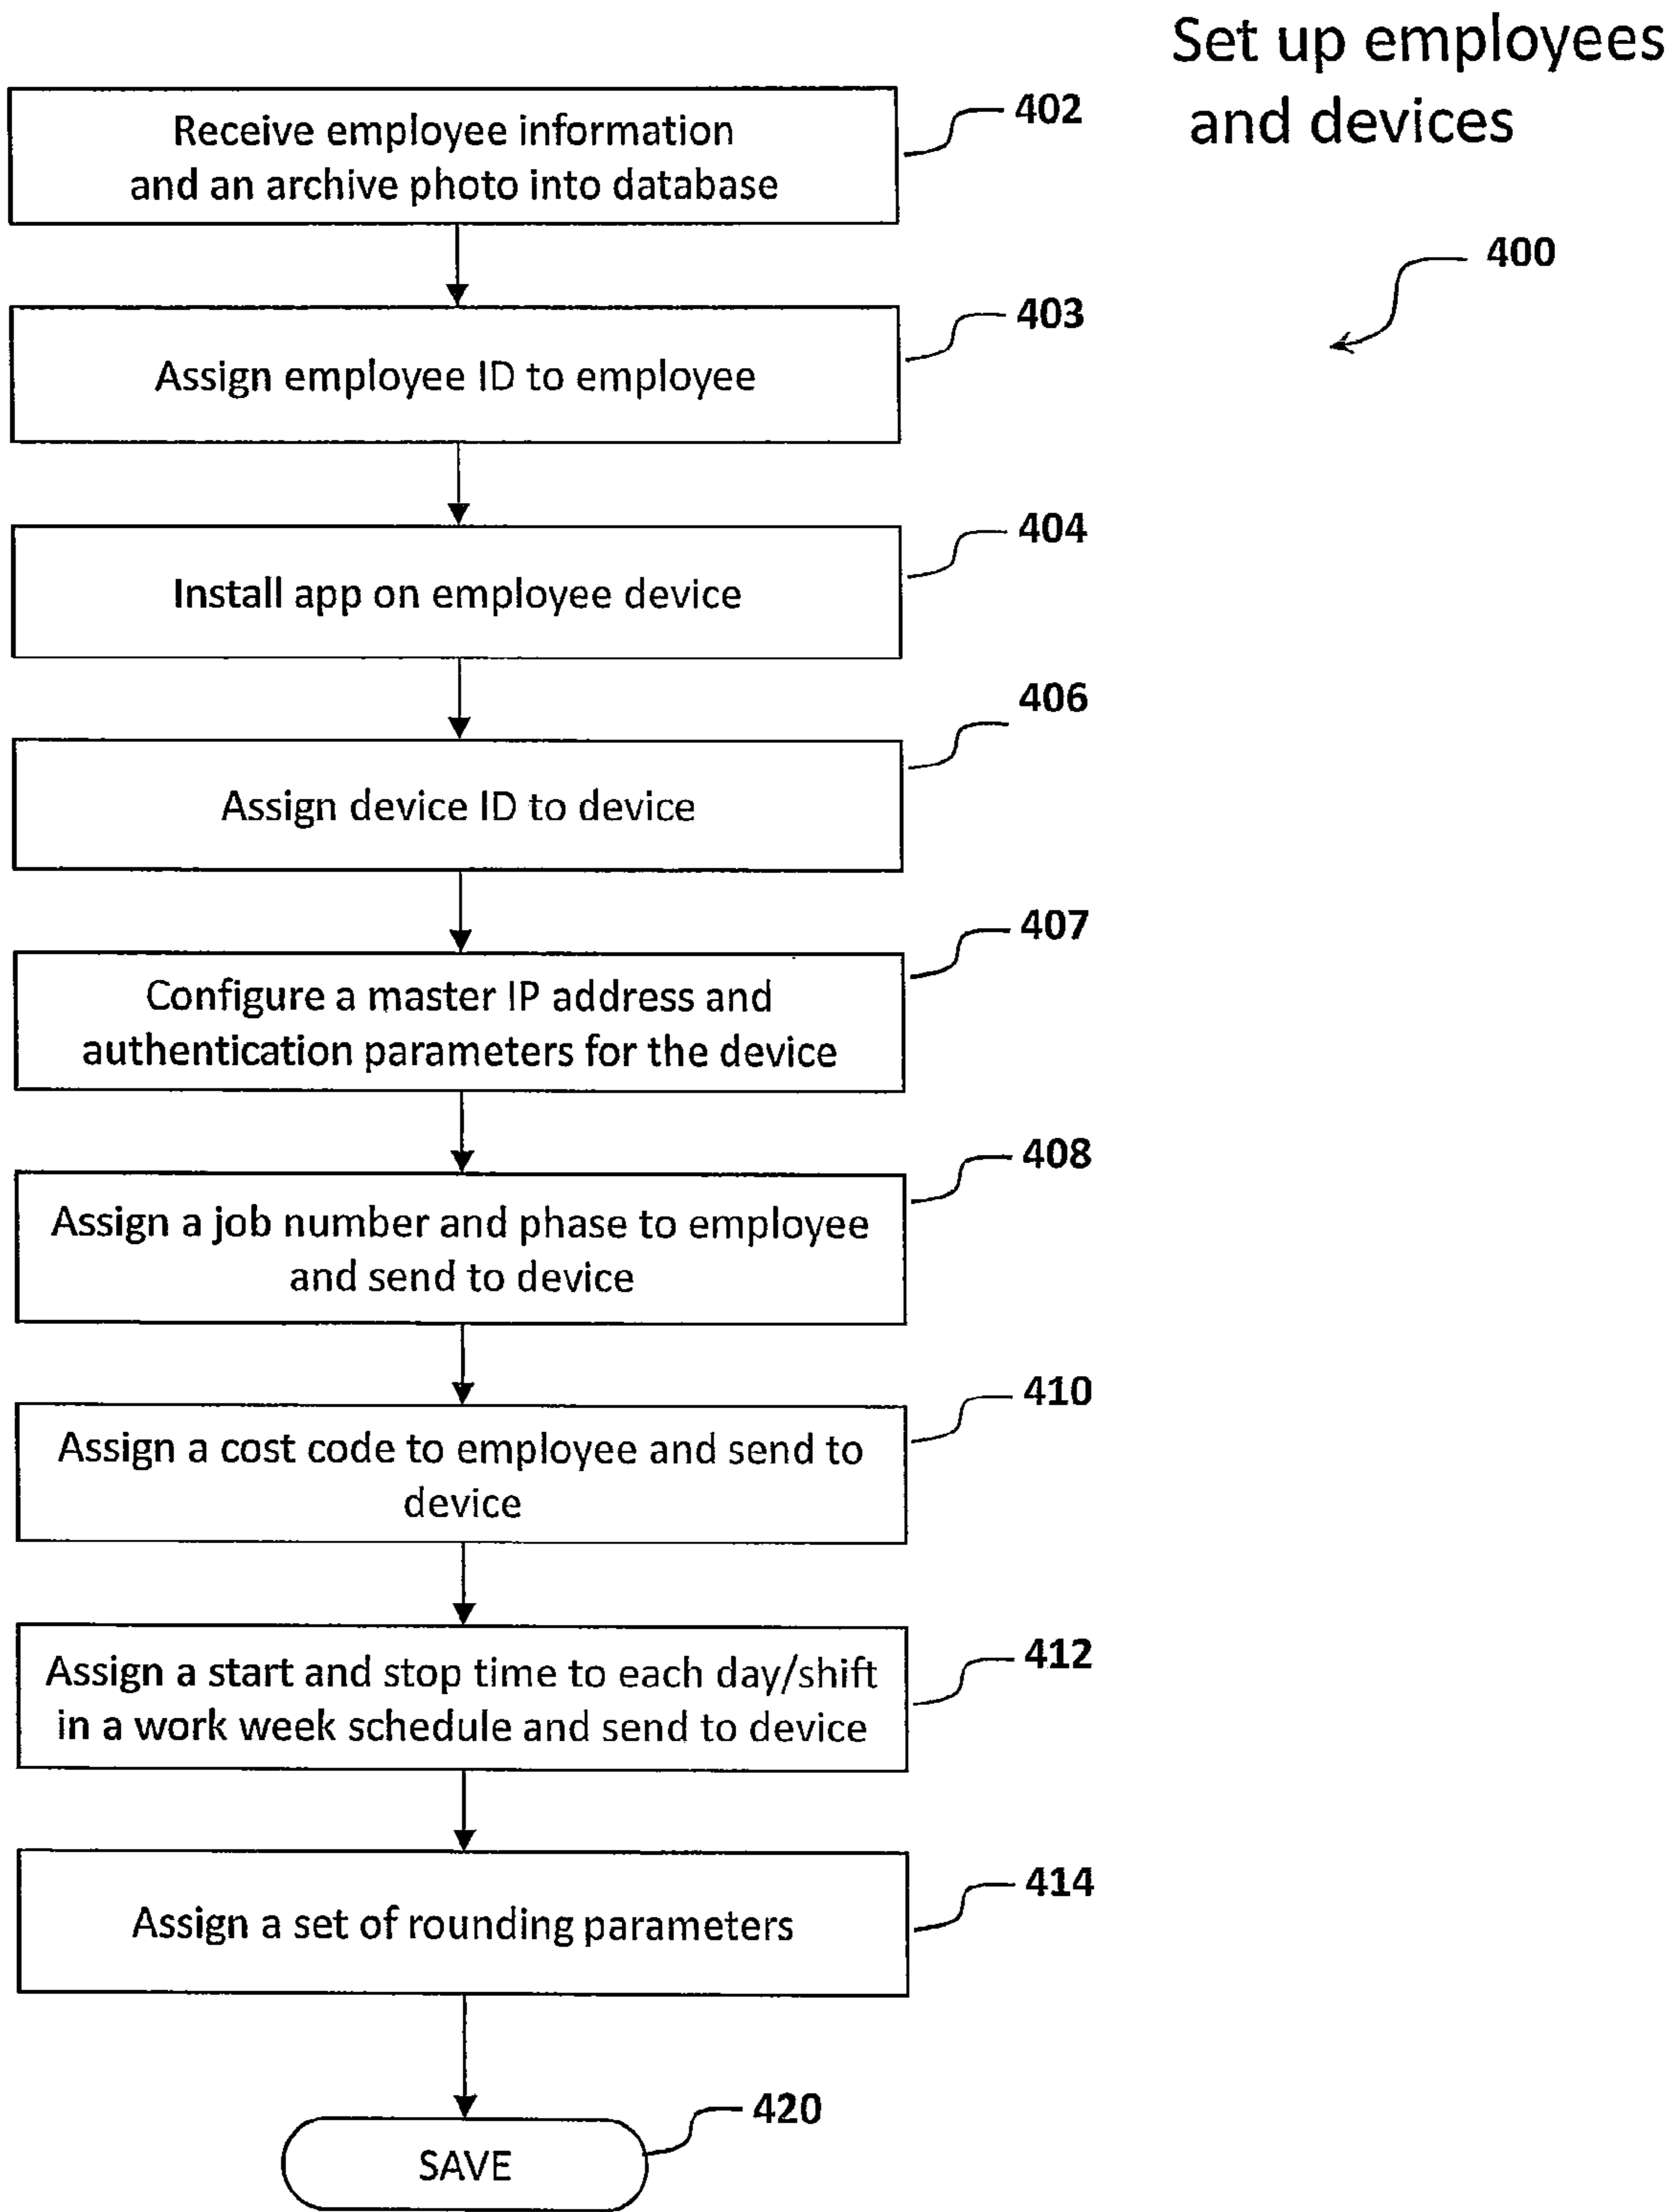 Set up employees
and devices
400
Receive employee information
and an archive photo into database
402
Assign employee ID to employee
403
Install app on employee device
404
Assign device ID to device
406
Configure a master IP address and
authentication parameters for the device
407
Assign a job number and phase to employee
and send to device
408
Assign a cost code to employee and send to
device
410
Assign a start and stop time to each day/shift
in a work week schedule and send to device
412
Assign a set of rounding parameters
414
SAVE
420